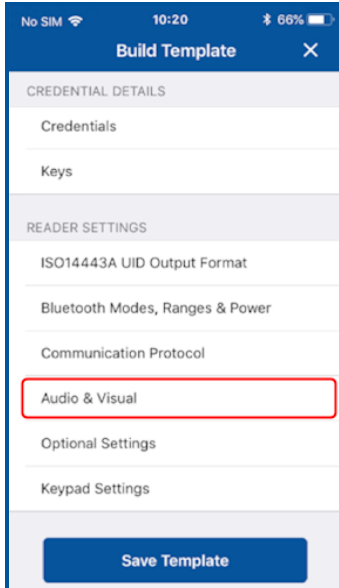 No SIM 10:20 66%
Build Template
CREDENTIAL DETAILS
Credentials
Keys
READER SETTINGS
ISO14443A UID Output Format
Bluetooth Modes, Ranges & Power
Communication Protocol
Audio & Visual
Optional Settings
Keypad Settings
Save Template